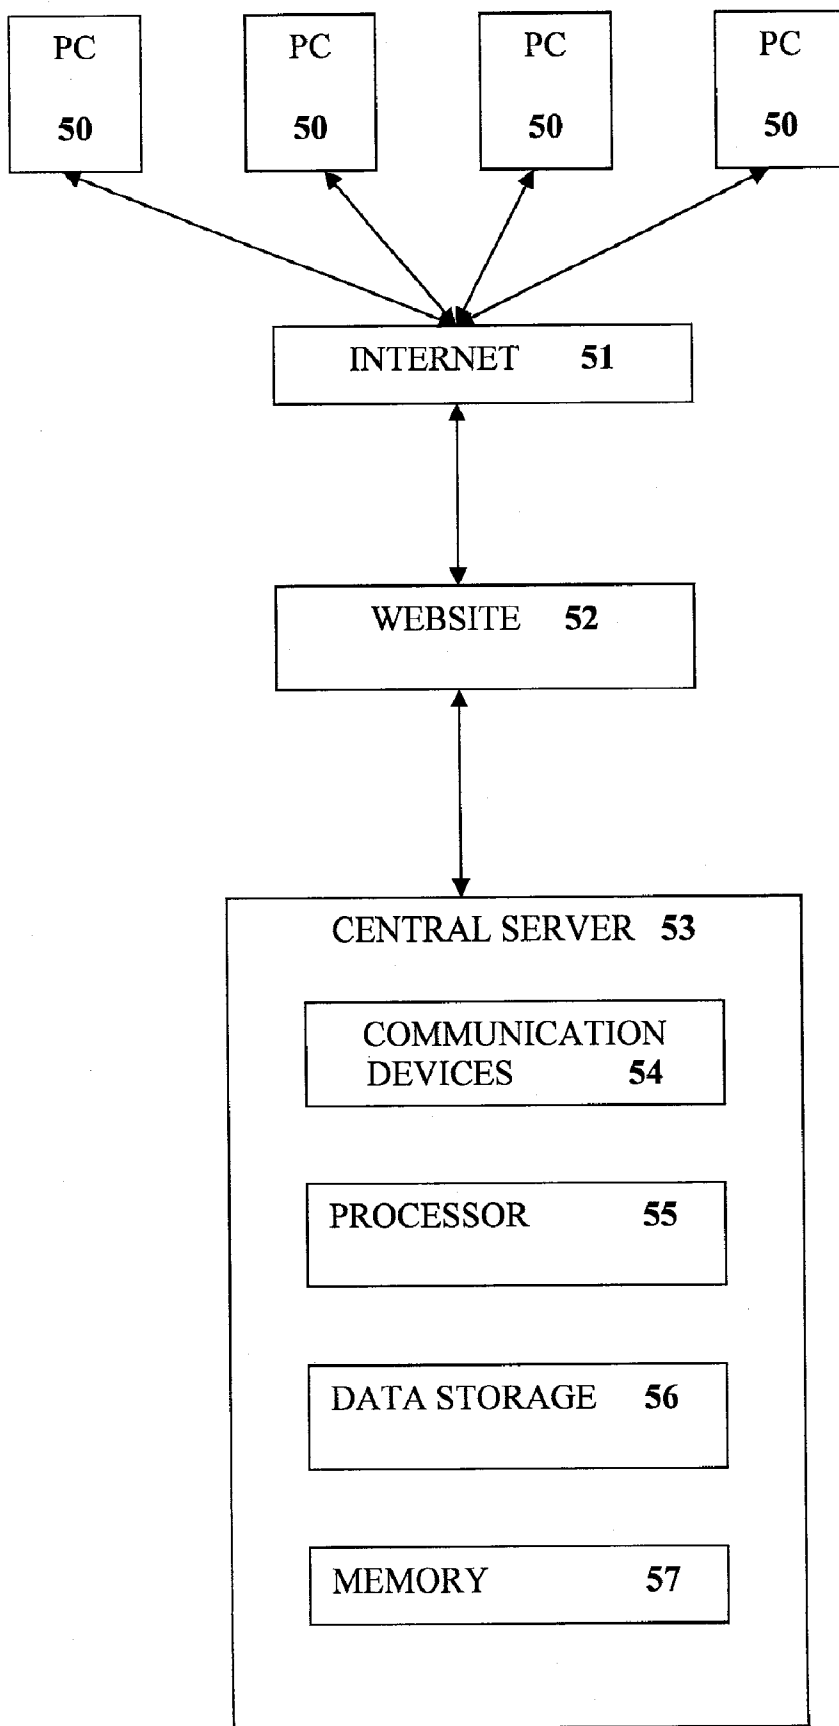 PC PC PC PC
50 50 50 50
INTERNET 51
WEBSITE 52
CENTRAL SERVER 53
COMMUNICATION
DEVICES 54
PROCESSOR 55
DATA STORAGE 56
MEMORY 57